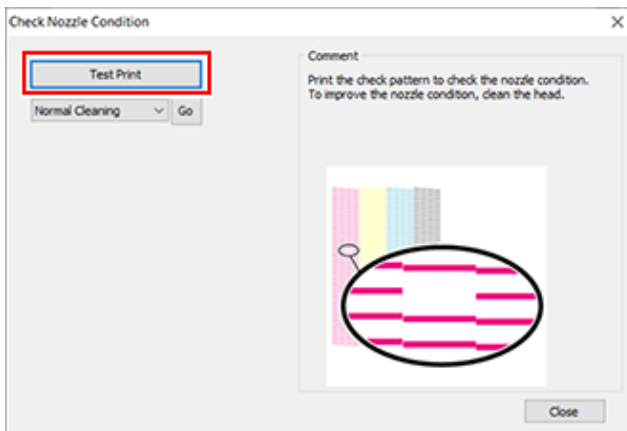 Check Nozzle Condition
Test Print
Normal Cleaning
Go
Comment
Print the check pattern to check the nozzle condition.
To improve the nozzle condition, clean the head.
Close